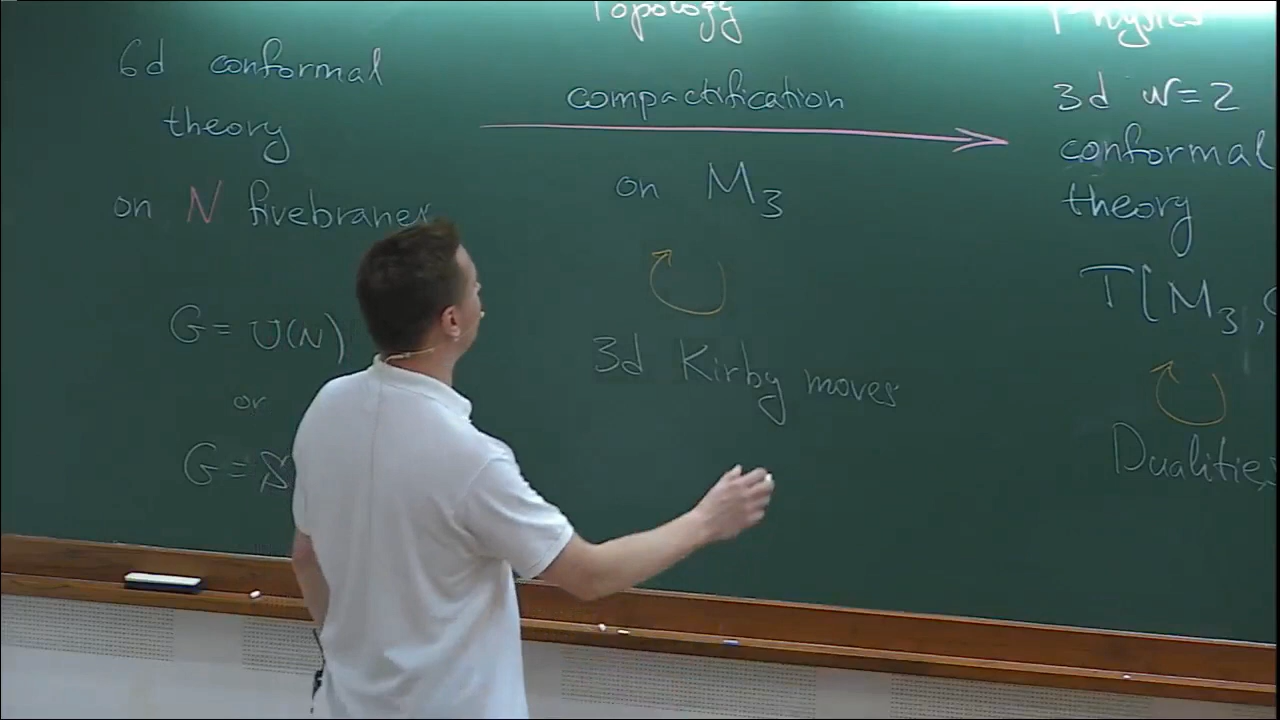 Topology
Physics
6d conformal
theory
on N fivebranes
compactification
on M₃
3d N=2
conformal
theory
T[M₃,
G= U(N)
or
G=
3d Kirby moves
Dualities